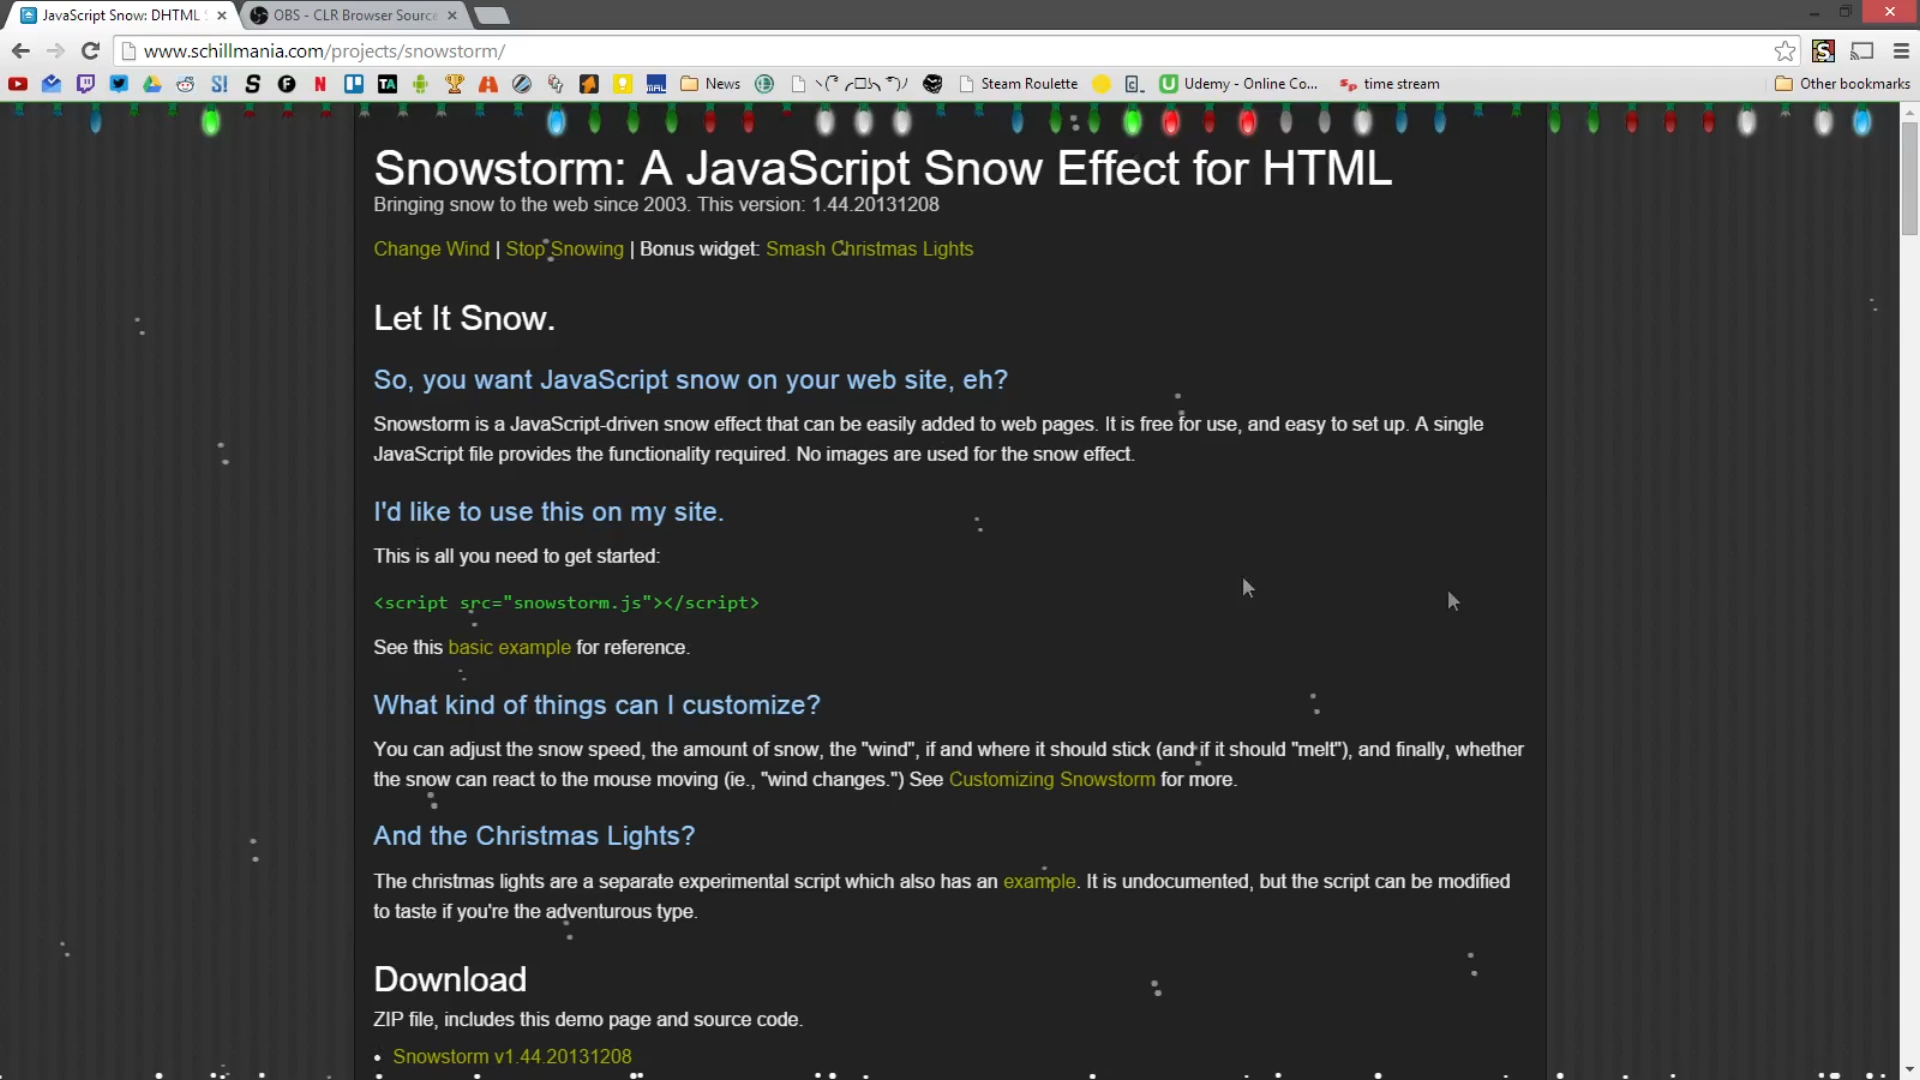 JavaScript Snow: DHTML
OBS - CLR Browser Source
www.schillmania.com/projects/snowstorm/
News
Steam Roulette
Udemy - Online Co...
time stream
Other bookmarks
Snowstorm: A JavaScript Snow Effect for HTML
Bringing snow to the web since 2003. This version: 1.44.20131208
Change Wind | Stop Snowing | Bonus widget: Smash Christmas Lights
Let It Snow.
So, you want JavaScript snow on your web site, eh?
Snowstorm is a JavaScript-driven snow effect that can be easily added to web pages. It is free for use, and easy to set up. A single
JavaScript file provides the functionality required. No images are used for the snow effect.
I'd like to use this on my site.
This is all you need to get started:
<script src="snowstorm.js"></script>
See this basic example for reference.
What kind of things can I customize?
You can adjust the snow speed, the amount of snow, the "wind", if and where it should stick (and if it should "melt"), and finally, whether
the snow can react to the mouse moving (ie., "wind changes.") See Customizing Snowstorm for more.
And the Christmas Lights?
The christmas lights are a separate experimental script which also has an example. It is undocumented, but the script can be modified
to taste if you're the adventurous type.
Download
ZIP file, includes this demo page and source code.
• Snowstorm v1.44.20131208